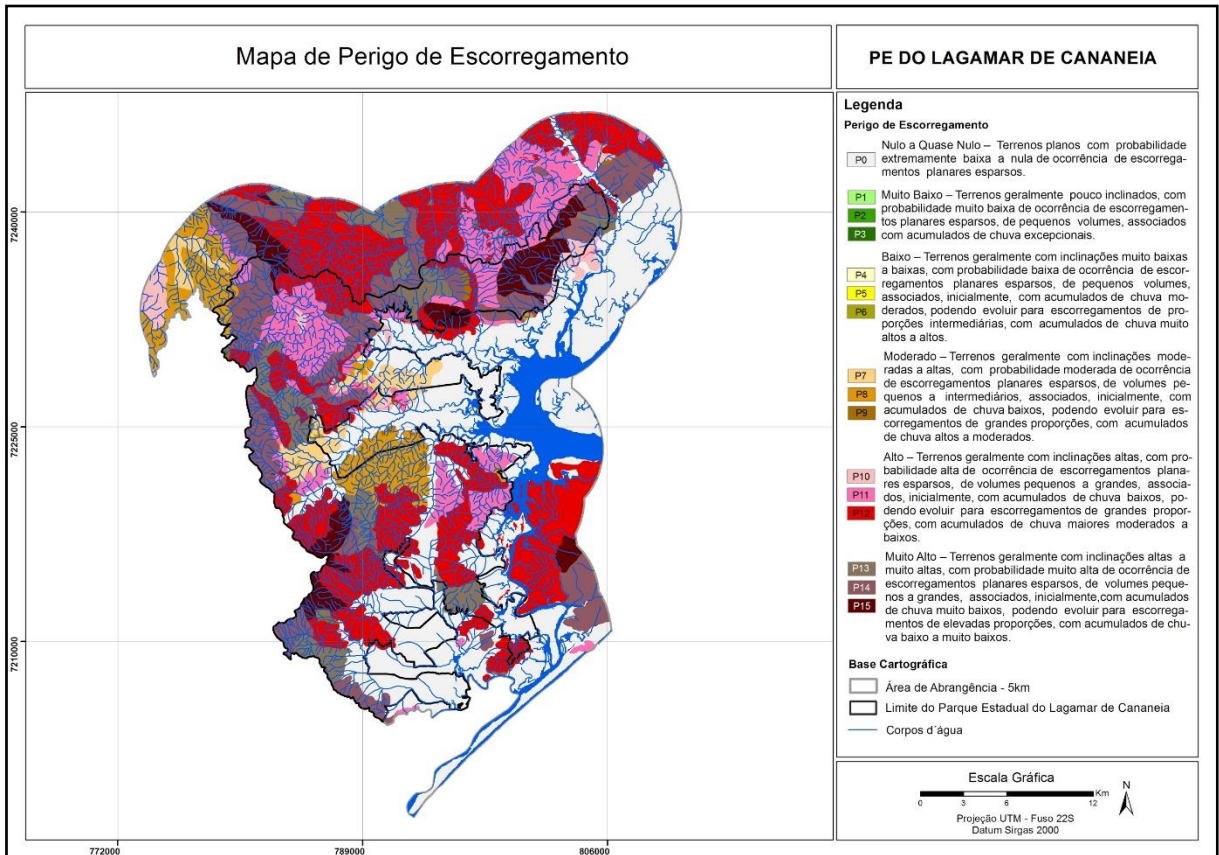 Mapa de Perigo de Escorregamento
PE DO LAGAMAR DE CANANEIA
7240000
7225000
7210000
772000
789000
806000
Legenda
Perigo de Escorregamento
P0
Nulo a Quase Nulo – Terrenos planos com probabilidade
extremamente baixa a nula de ocorrência de escorrega-
mentos planares esparsos.
P1
P2
P3
Muito Baixo – Terrenos geralmente pouco inclinados, com
probabilidade muito baixa de ocorrência de escorregamen-
tos planares esparsos, de pequenos volumes, associados
com acumulados de chuva excepcionais.
P4
P5
P6
Baixo – Terrenos geralmente com inclinações muito baixas
a baixas, com probabilidade baixa de ocorrência de escor-
regamentos planares esparsos, de pequenos volumes,
associados, inicialmente, com acumulados de chuva mo-
derados, podendo evoluir para escorregamentos de pro-
porções intermediárias, com acumulados de chuva muito
altos a altos.
P7
P8
P9
Moderado – Terrenos geralmente com inclinações mode-
radas a altas, com probabilidade moderada de ocorrência
de escorregamentos planares esparsos, de volumes pe-
quenos a intermediários, associados, inicialmente, com
acumulados de chuva baixos, podendo evoluir para es-
corregamentos de grandes proporções, com acumulados
de chuva altos a moderados.
P10
P11
P12
Alto – Terrenos geralmente com inclinações altas, com pro-
babilidade alta de ocorrência de escorregamentos plana-
res esparsos, de volumes pequenos a grandes, associa-
dos, inicialmente, com acumulados de chuva baixos, po-
dendo evoluir para escorregamentos de grandes propor-
ções, com acumulados de chuva maiores moderados a
baixos.
P13
P14
P15
Muito Alto – Terrenos geralmente com inclinações altas a
muito altas, com probabilidade muito alta de ocorrência de
escorregamentos planares esparsos, de volumes peque-
nos a grandes, associados, inicialmente,com acumulados
de chuva muito baixos, podendo evoluir para escorrega-
mentos de elevadas proporções, com acumulados de chu-
va baixo a muito baixos.
Base Cartográfica
Área de Abrangência - 5km
Limite do Parque Estadual do Lagamar de Cananeia
Corpos d´água
Escala Gráfica
Km
0 3 6 12
N
Projeção UTM - Fuso 22S
Datum Sirgas 2000